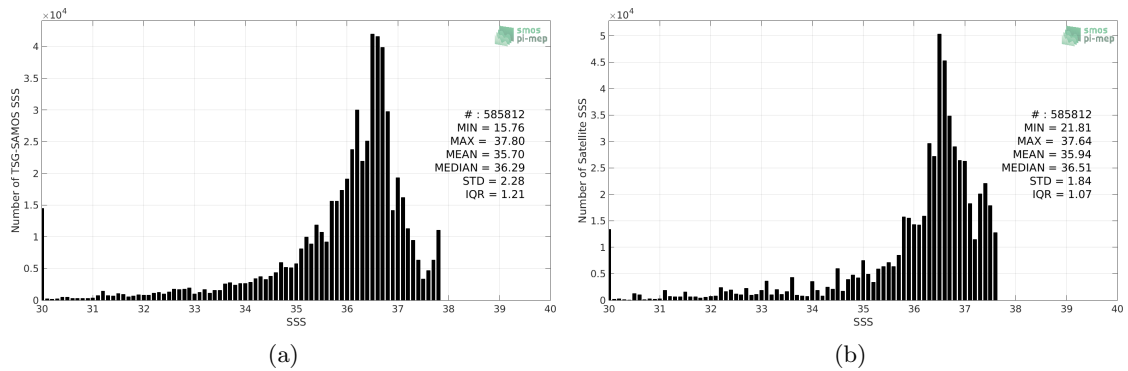 ×10⁴
smos
pi-mep
4
3.5
3
2.5
2
1.5
1
0.5
0
Number of TSG-SAMOS SSS
# : 585812
MIN = 15.76
MAX = 37.80
MEAN = 35.70
MEDIAN = 36.29
STD = 2.28
IQR = 1.21
30 31 32 33 34 35 36 37 38 39 40
SSS
(a)
×10⁴
smos
pi-mep
5
4.5
4
3.5
3
2.5
2
1.5
1
0.5
0
Number of Satellite SSS
# : 585812
MIN = 21.81
MAX = 37.64
MEAN = 35.94
MEDIAN = 36.51
STD = 1.84
IQR = 1.07
30 31 32 33 34 35 36 37 38 39 40
SSS
(b)